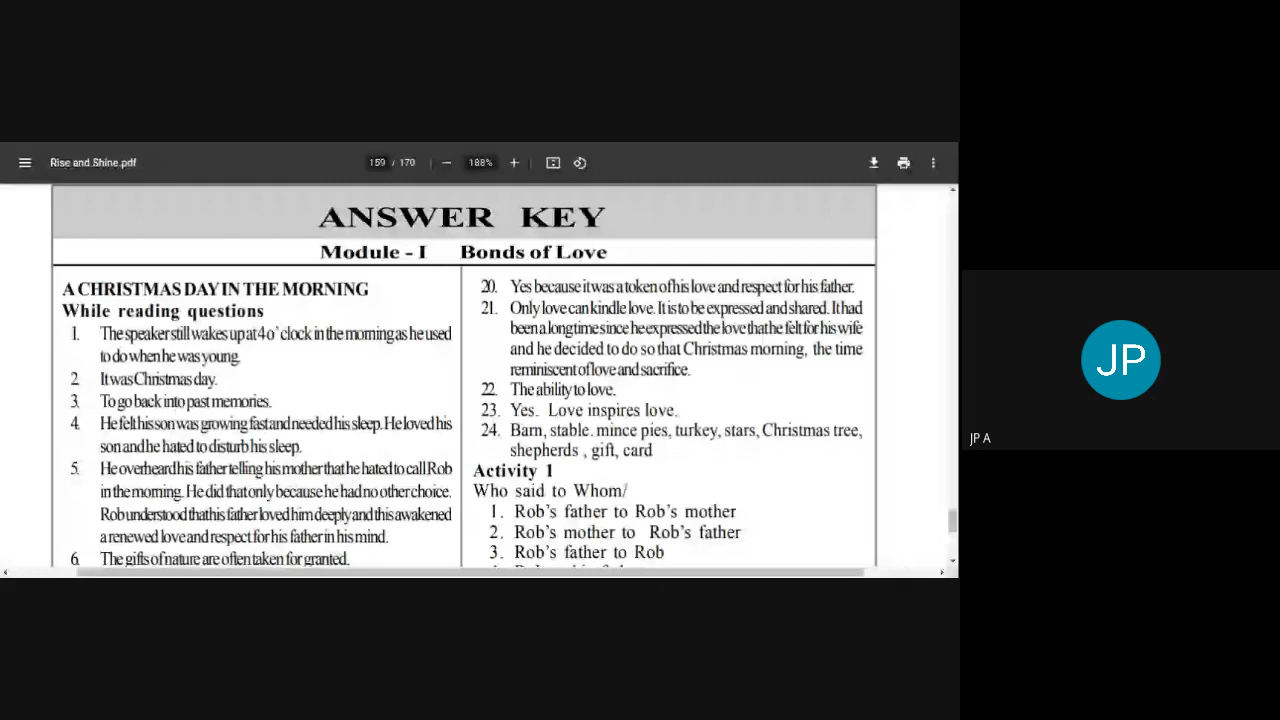 Rise and Shine.pdf
159 / 170
188%
ANSWER KEY
Module - I Bonds of Love
A CHRISTMAS DAY IN THE MORNING
While reading questions
1. The speaker still wakes up at 4 o' clock in the morning as he used
to do when he was young.
2. It was Christmas day.
3. To go back into past memories.
4. He felt his son was growing fast and needed his sleep. He loved his
son and he hated to disturb his sleep.
5. He overheard his father telling his mother that he hated to call Rob
in the morning. He did that only because he had no other choice.
Rob understood that his father loved him deeply and this awakened
a renewed love and respect for his father in his mind.
6. The gifts of nature are often taken for granted.
20. Yes because it was a token of his love and respect for his father.
21. Only love can kindle love. It is to be expressed and shared. It had
been a long time since he expressed the love that he felt for his wife
and he decided to do so that Christmas morning, the time
reminiscent of love and sacrifice.
22. The ability to love.
23. Yes. Love inspires love.
24. Barn, stable. mince pies, turkey, stars, Christmas tree,
shepherds , gift, card
Activity 1
Who said to Whom/
1. Rob's father to Rob's mother
2. Rob's mother to Rob's father
3. Rob's father to Rob
JP
JP A